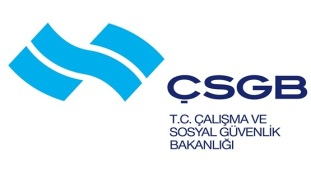 ÇSGB
T.C. ÇALIŞMA VE
SOSYAL GÜVENLİK
BAKANLIĞI